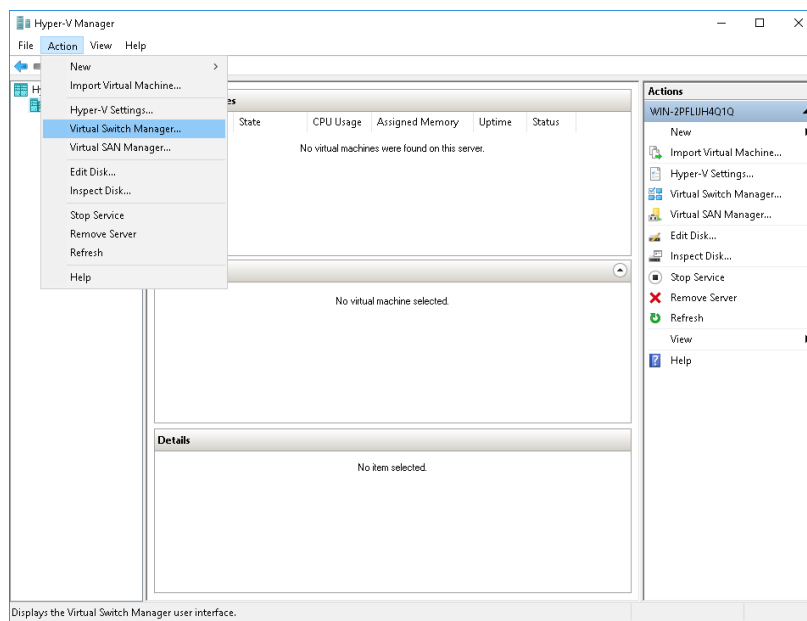 Hyper-V Manager
File Action View Help
New
Import Virtual Machine...
Hyper-V Settings...
Virtual Switch Manager...
Virtual SAN Manager...
Edit Disk...
Inspect Disk...
Stop Service
Remove Server
Refresh
Help
State CPU Usage Assigned Memory Uptime Status
No virtual machines were found on this server.
No virtual machine selected.
Details
No item selected.
Actions
WIN-2PFLIJH4Q1Q
New
Import Virtual Machine...
Hyper-V Settings...
Virtual Switch Manager...
Virtual SAN Manager...
Edit Disk...
Inspect Disk...
Stop Service
Remove Server
Refresh
View
Help
Displays the Virtual Switch Manager user interface.